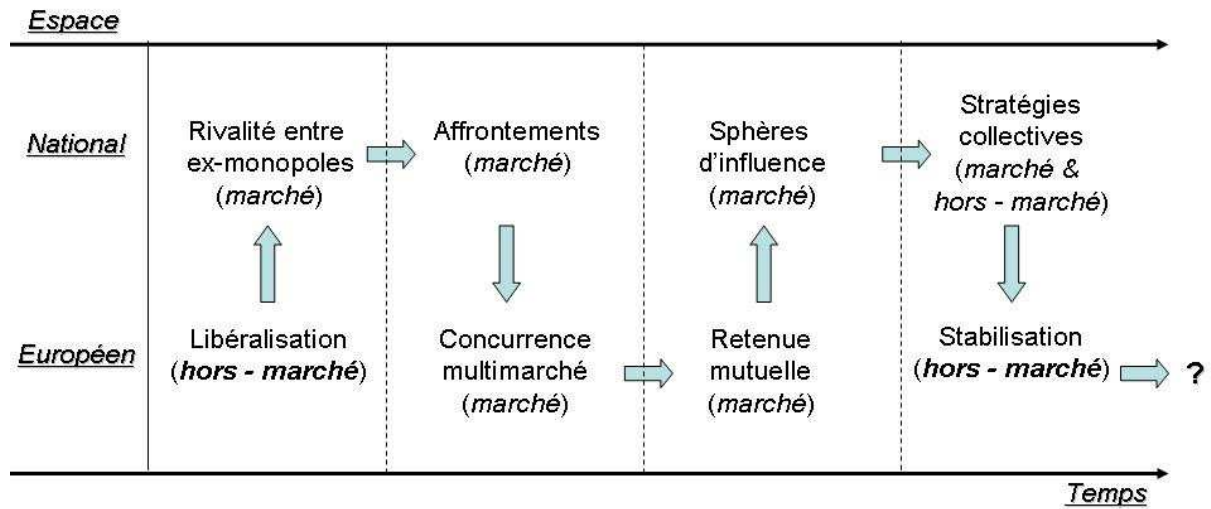 Espace
National
Rivalité entre
ex-monopoles
(marché)
Affrontements
(marché)
Sphères
d'influence
(marché)
Stratégies
collectives
(marché &
hors - marché)
Européen
Libéralisation
(hors - marché)
Concurrence
multimarché
(marché)
Retenue
mutuelle
(marché)
Stabilisation
(hors - marché)
?
Temps